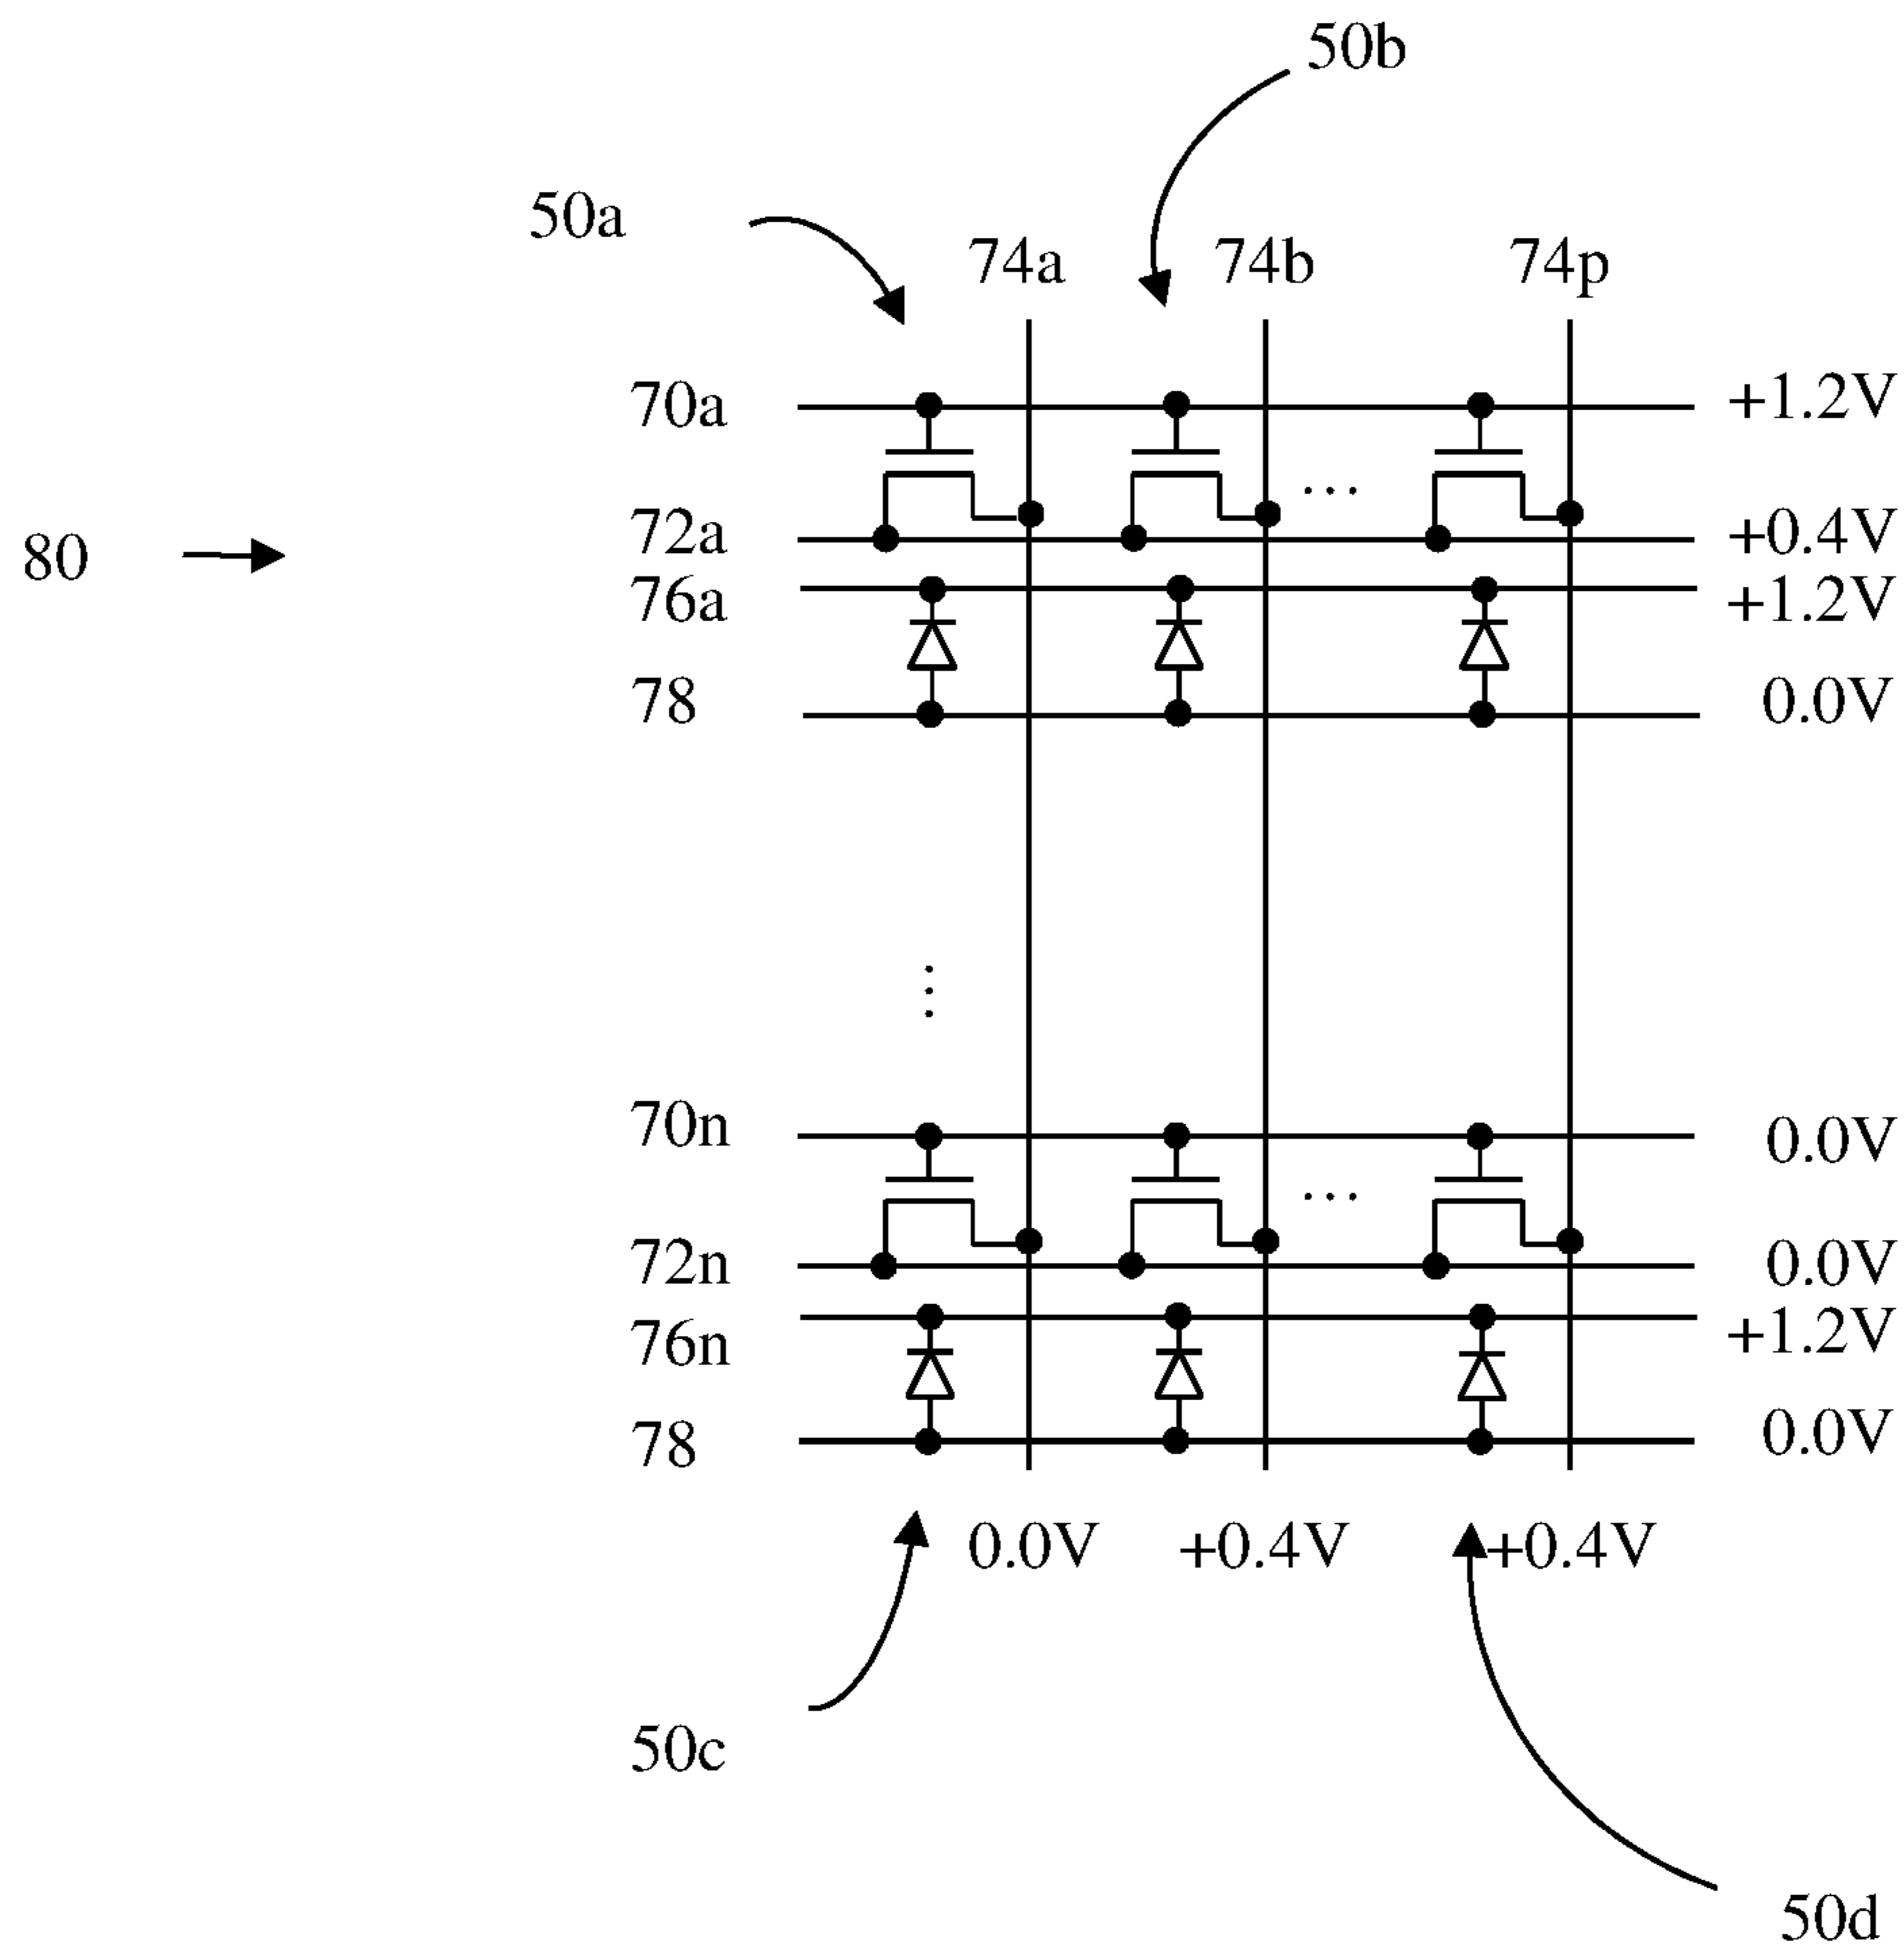 50b
50a
74a 74b 74p
70a +1.2V
...
72a +0.4V
80
76a +1.2V
78 0.0V
70n 0.0V
...
72n 0.0V
76n +1.2V
78 0.0V
0.0V +0.4V +0.4V
50c
50d